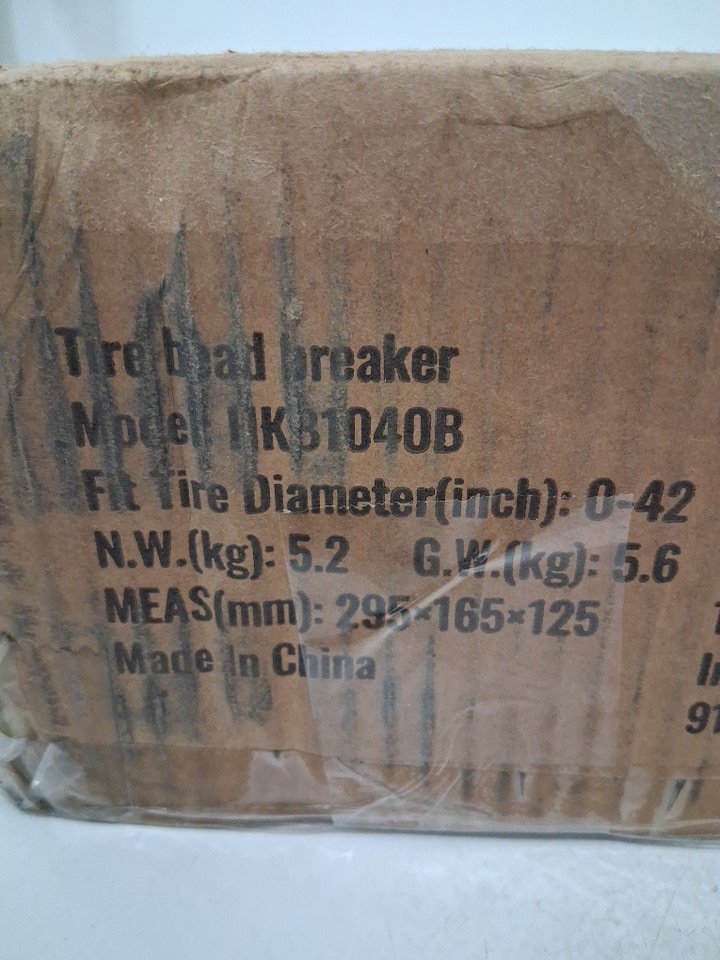 Tire bead breaker
Model:
Fit Tire Diameter(inch): 0-42
N.W.(kg): 5.2 G.W.(kg): 5.6
MEAS(mm): 295×165×125
Made In China